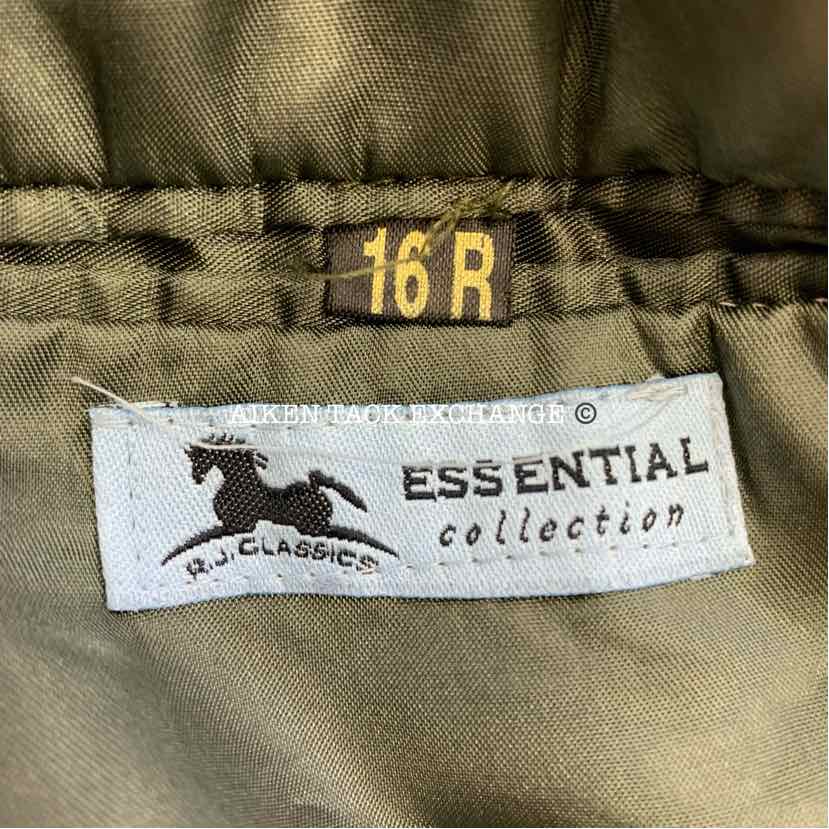 16 R
AIKEN TACK EXCHANGE ©
ESSENTIAL
collection
R.J.CLASSICS